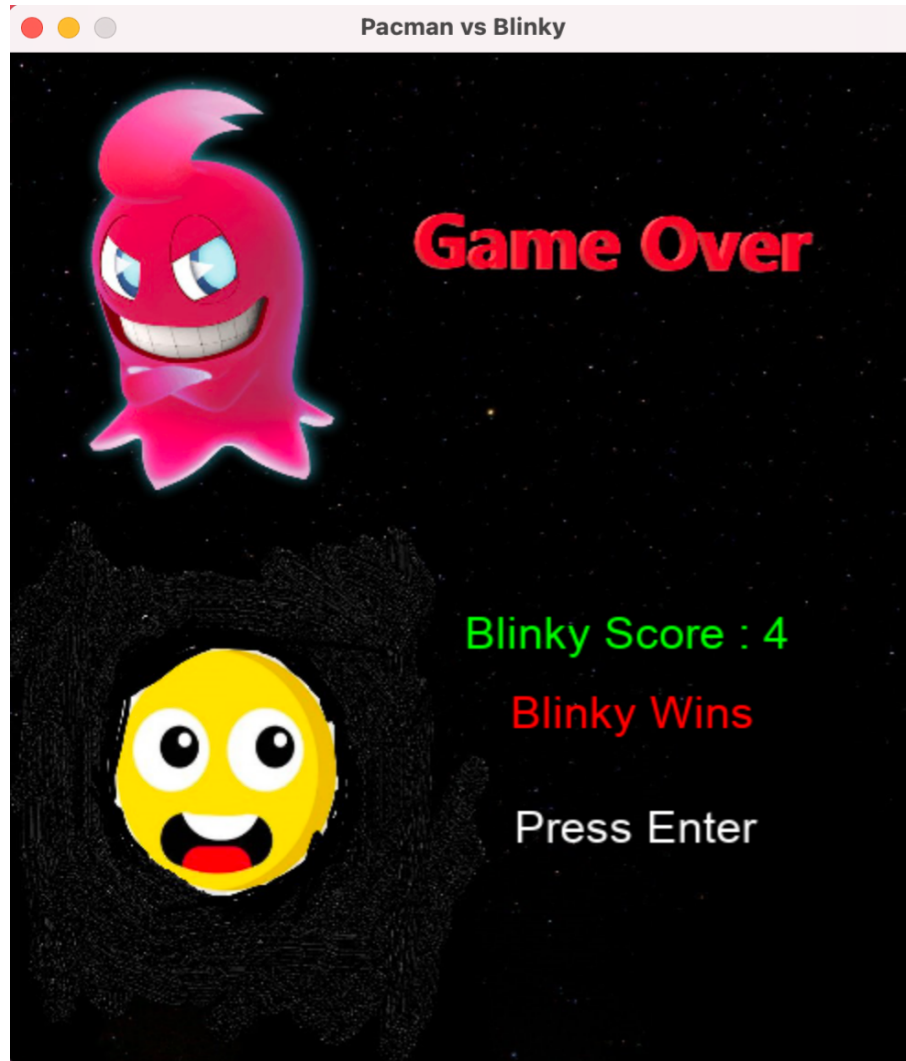 Pacman vs Blinky
Game Over
Blinky Score : 4
Blinky Wins
Press Enter